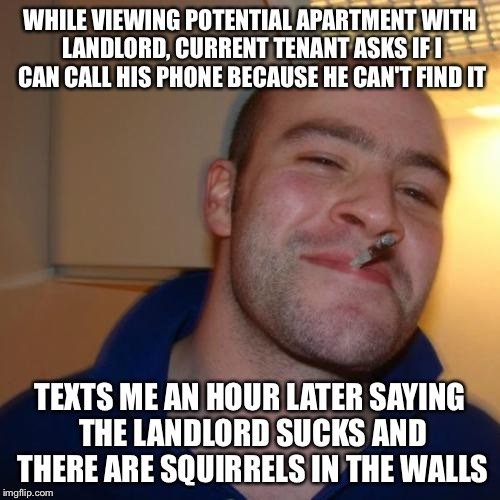 WHILE VIEWING POTENTIAL APARTMENT WITH
LANDLORD, CURRENT TENANT ASKS IF I
CAN CALL HIS PHONE BECAUSE HE CAN'T FIND IT
TEXTS ME AN HOUR LATER SAYING
THE LANDLORD SUCKS AND
THERE ARE SQUIRRELS IN THE WALLS
imgflip.com